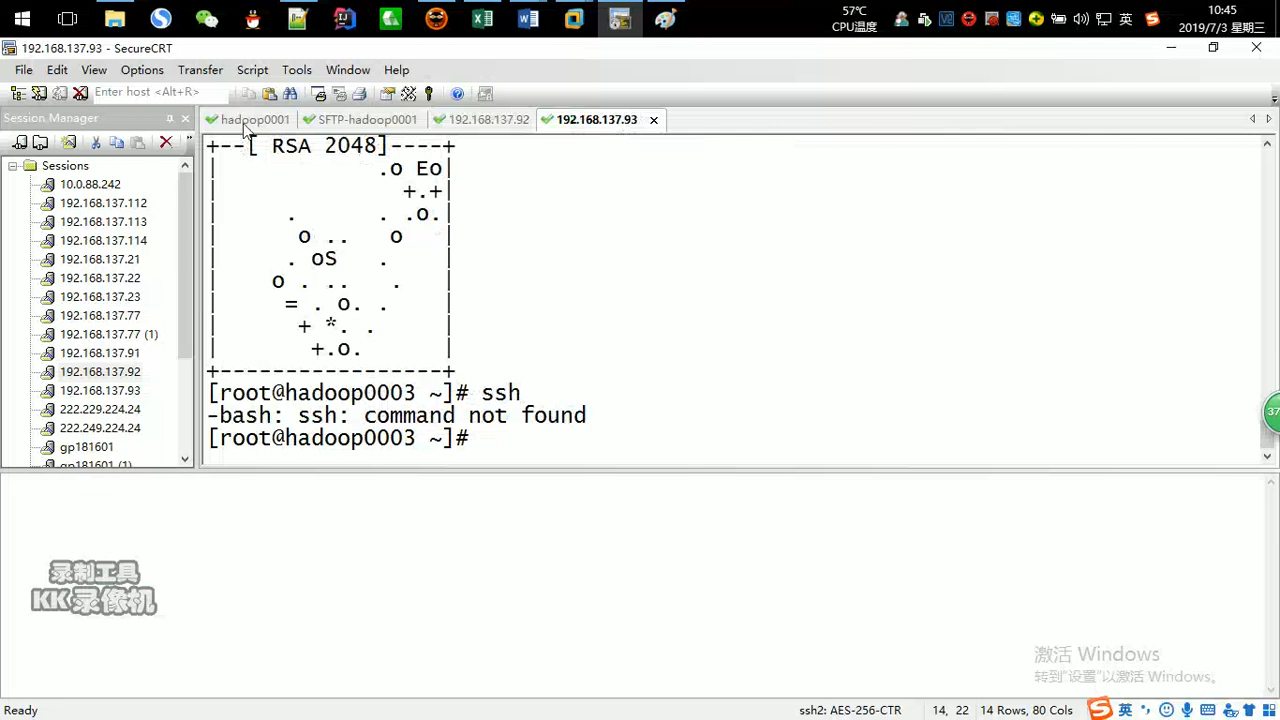 57℃
CPU温度
英
10:45
2019/7/3 星期三
192.168.137.93 - SecureCRT
File Edit View Options Transfer Script Tools Window Help
Enter host <Alt+R>
Session Manager
hadoop0001 SFTP-hadoop0001 192.168.137.92 192.168.137.93
Sessions
10.0.88.242
192.168.137.112
192.168.137.113
192.168.137.114
192.168.137.21
192.168.137.22
192.168.137.23
192.168.137.77
192.168.137.77 (1)
192.168.137.91
192.168.137.92
192.168.137.93
222.229.224.24
222.249.224.24
gp181601
gp181601 (1)
+--[ RSA 2048]----+
|            .o Eo|
|              +.+|
|     .      . .o.|
|      o ..   o   |
|     . oS   .    |
|    o . ..   .   |
|     = . o. .    |
|      + *. .     |
|       +.o.      |
+-----------------+
[root@hadoop0003 ~]# ssh
-bash: ssh: command not found
[root@hadoop0003 ~]#
37
录制工具
KK录像机
激活 Windows
转到"设置"以激活 Windows。
Ready
ssh2: AES-256-CTR 14, 22 14 Rows, 80 Cols
英